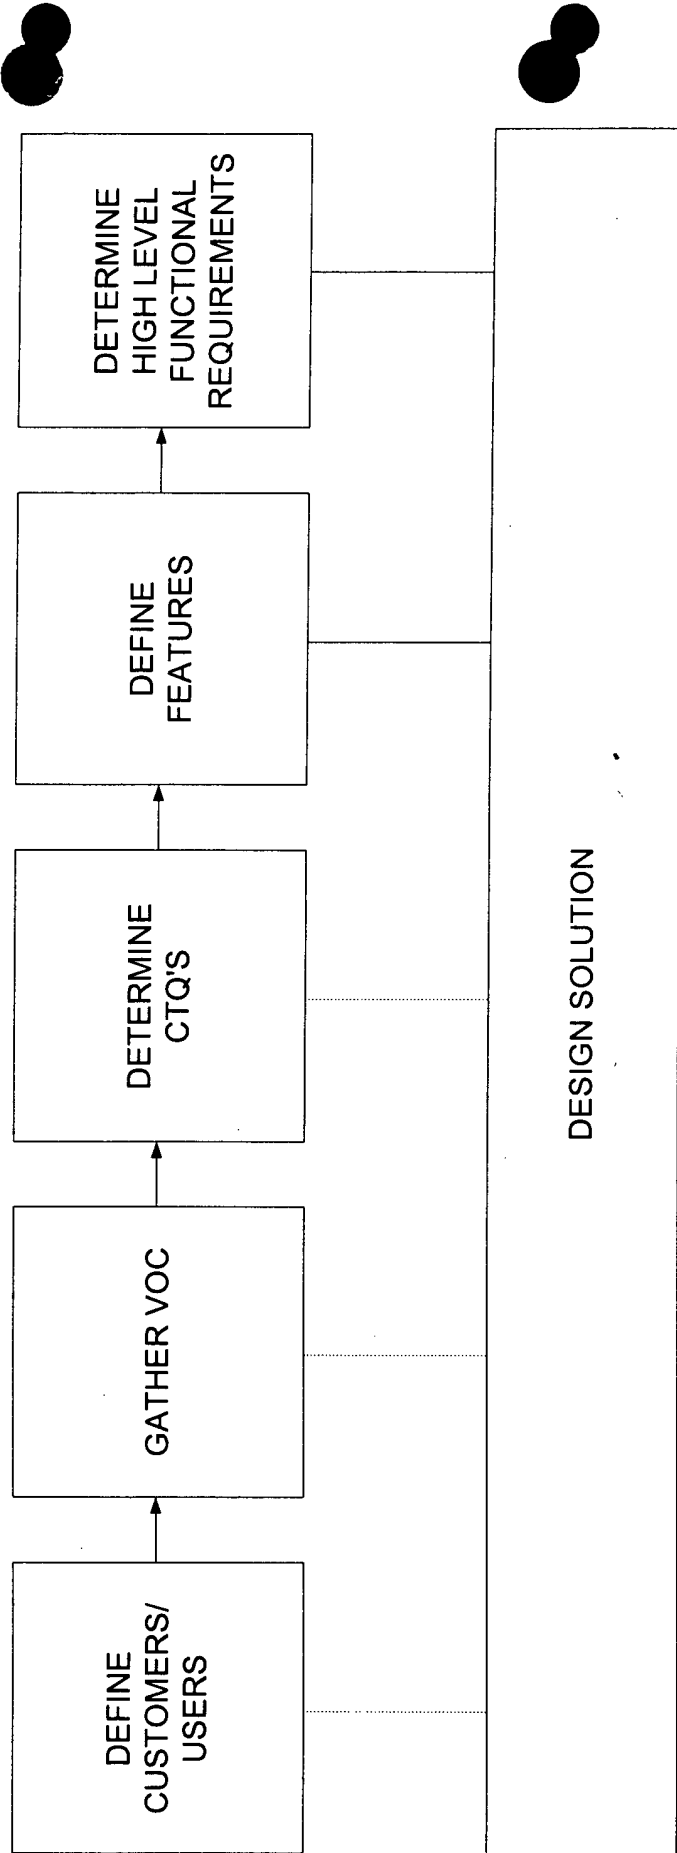 DEFINE
CUSTOMERS/
USERS
GATHER VOC
DETERMINE
CTQ'S
DEFINE
FEATURES
DETERMINE
HIGH LEVEL
FUNCTIONAL
REQUIREMENTS
DESIGN SOLUTION